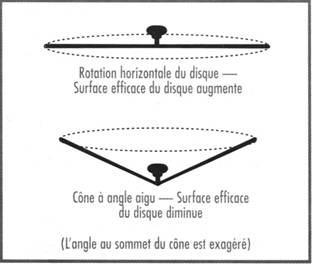 Rotation horizontale du disque —
Surface efficace du disque augmente
Cône à angle aigu — Surface efficace
du disque diminue
(L'angle au sommet du cône est exagéré)